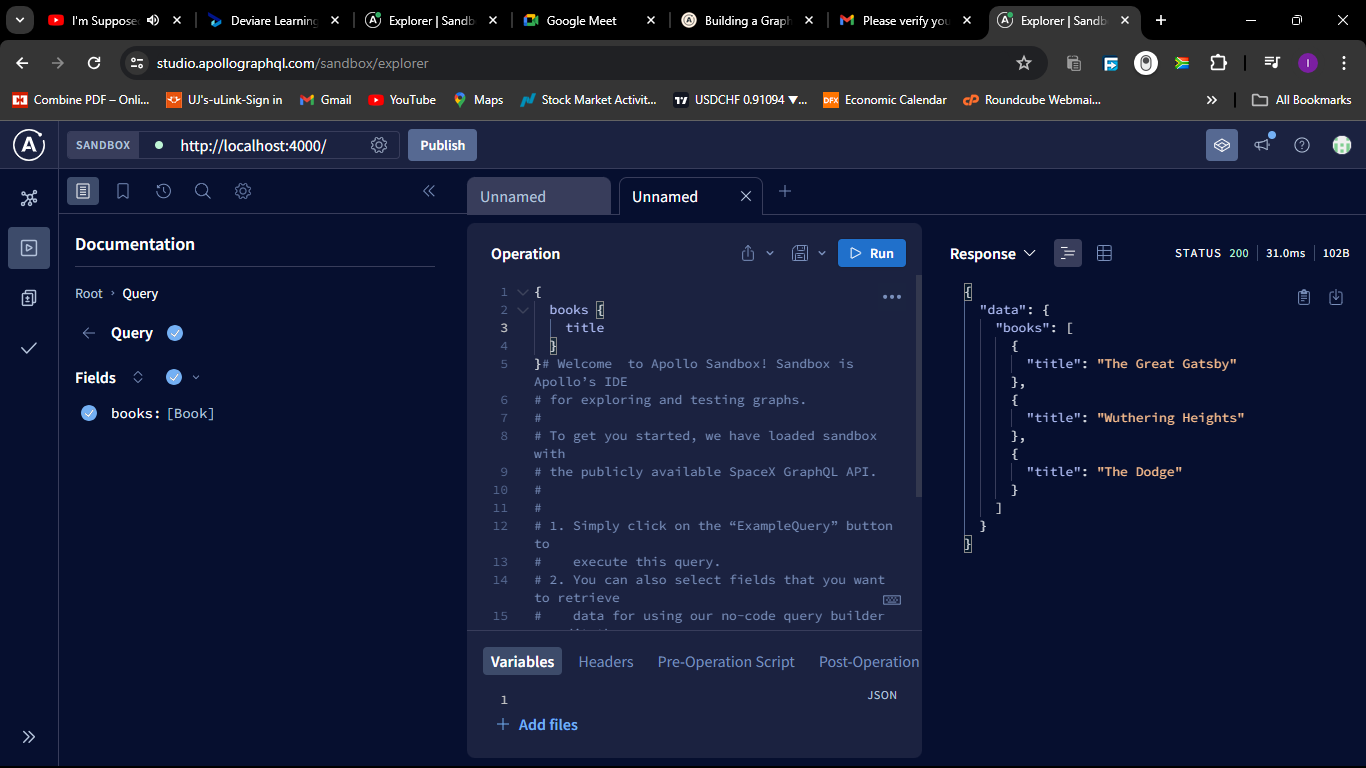 I'm Suppose
Deviare Learning
Explorer | Sandb
Google Meet
Building a Graph
Please verify you
Explorer | Sandb
studio.apollographql.com/sandbox/explorer
Combine PDF – Onli...
UJ's-uLink-Sign in
Gmail
YouTube
Maps
Stock Market Activit...
USDCHF 0.91094 ▼...
Economic Calendar
Roundcube Webmai...
»
All Bookmarks
SANDBOX
http://localhost:4000/
Publish
Documentation
Root › Query
Query
Fields
books: [Book]
Unnamed
Unnamed
Operation
Run
1 {
2 books {
3 title
4 }
5 }# Welcome to Apollo Sandbox! Sandbox is
Apollo’s IDE
6 # for exploring and testing graphs.
7 #
8 # To get you started, we have loaded sandbox
with
9 # the publicly available SpaceX GraphQL API.
10 #
11 #
12 # 1. Simply click on the “ExampleQuery” button
to
13 # execute this query.
14 # 2. You can also select fields that you want
to retrieve
15 # data for using our no-code query builder
Variables
Headers
Pre-Operation Script
Post-Operation
1
JSON
+ Add files
Response
STATUS 200
31.0ms
102B
{
"data": {
"books": [
{
"title": "The Great Gatsby"
},
{
"title": "Wuthering Heights"
},
{
"title": "The Dodge"
}
]
}
}